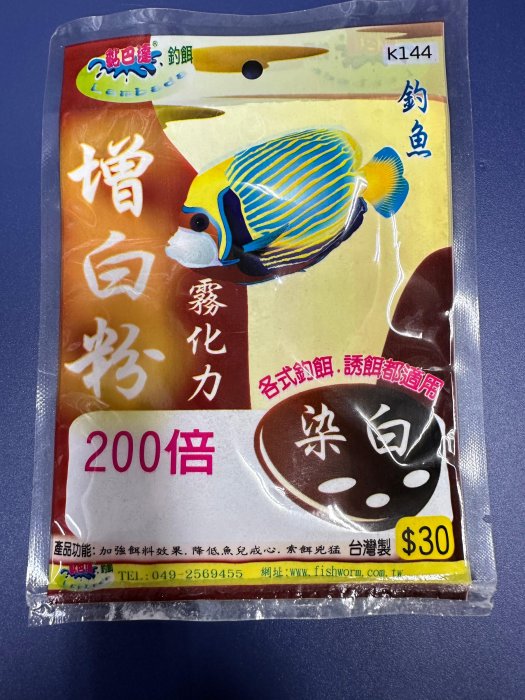 釣餌
K144
Lembade
釣魚
增白粉
霧化力
各式釣餌.誘餌都適用
染白
200倍
產品功能:加強餌料效果.降低魚兒戒心.索餌兇猛
台灣製
$30
TEL:049-2569455
網址:www.fishworm.com.tw